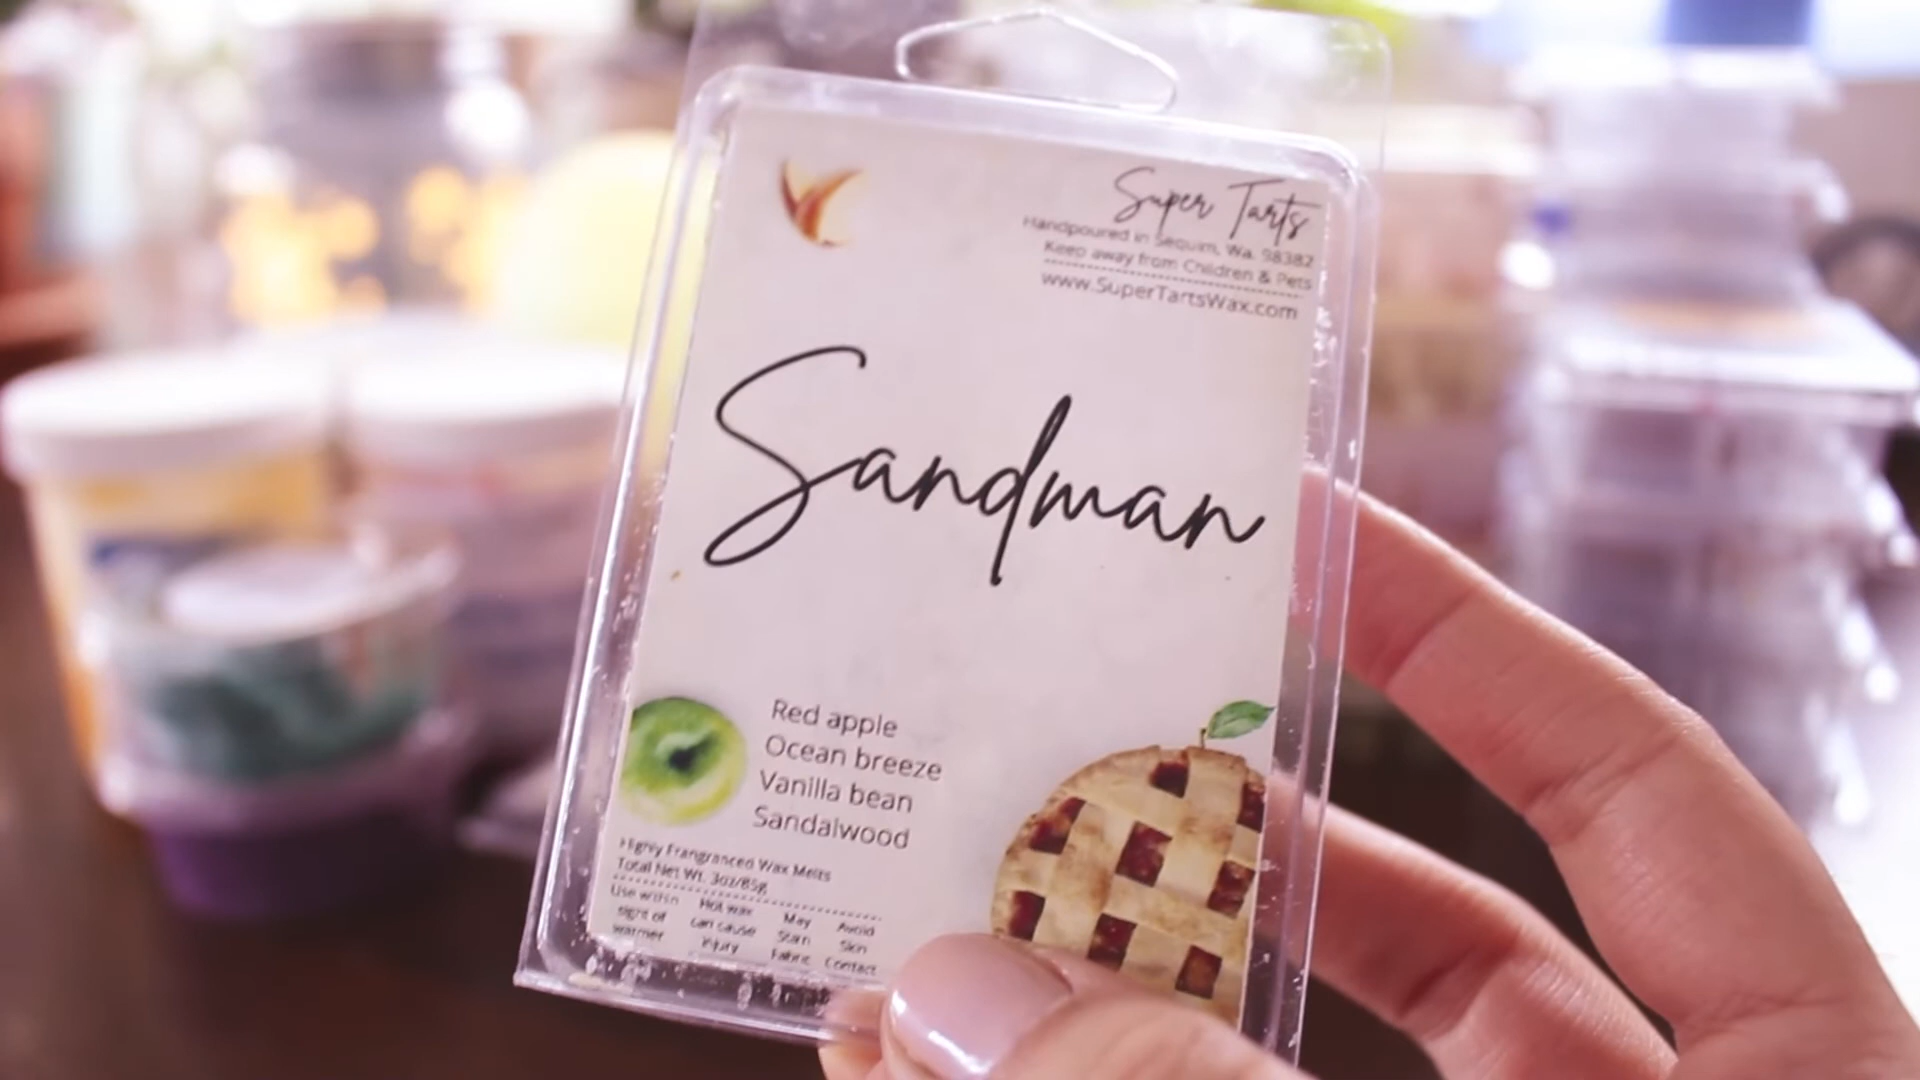 Super Tarts
Handpoured in Sequim, Wa. 98382
Keep away from Children & Pets
www.SuperTartsWax.com
Sandman
Red apple
Ocean breeze
Vanilla bean
Sandalwood
Highly Frangranced Wax Melts
Total Net Wt. 3oz/85g
Use within sight of warmer
Hot wax can cause injury
May Stain Fabric
Avoid Skin Contact